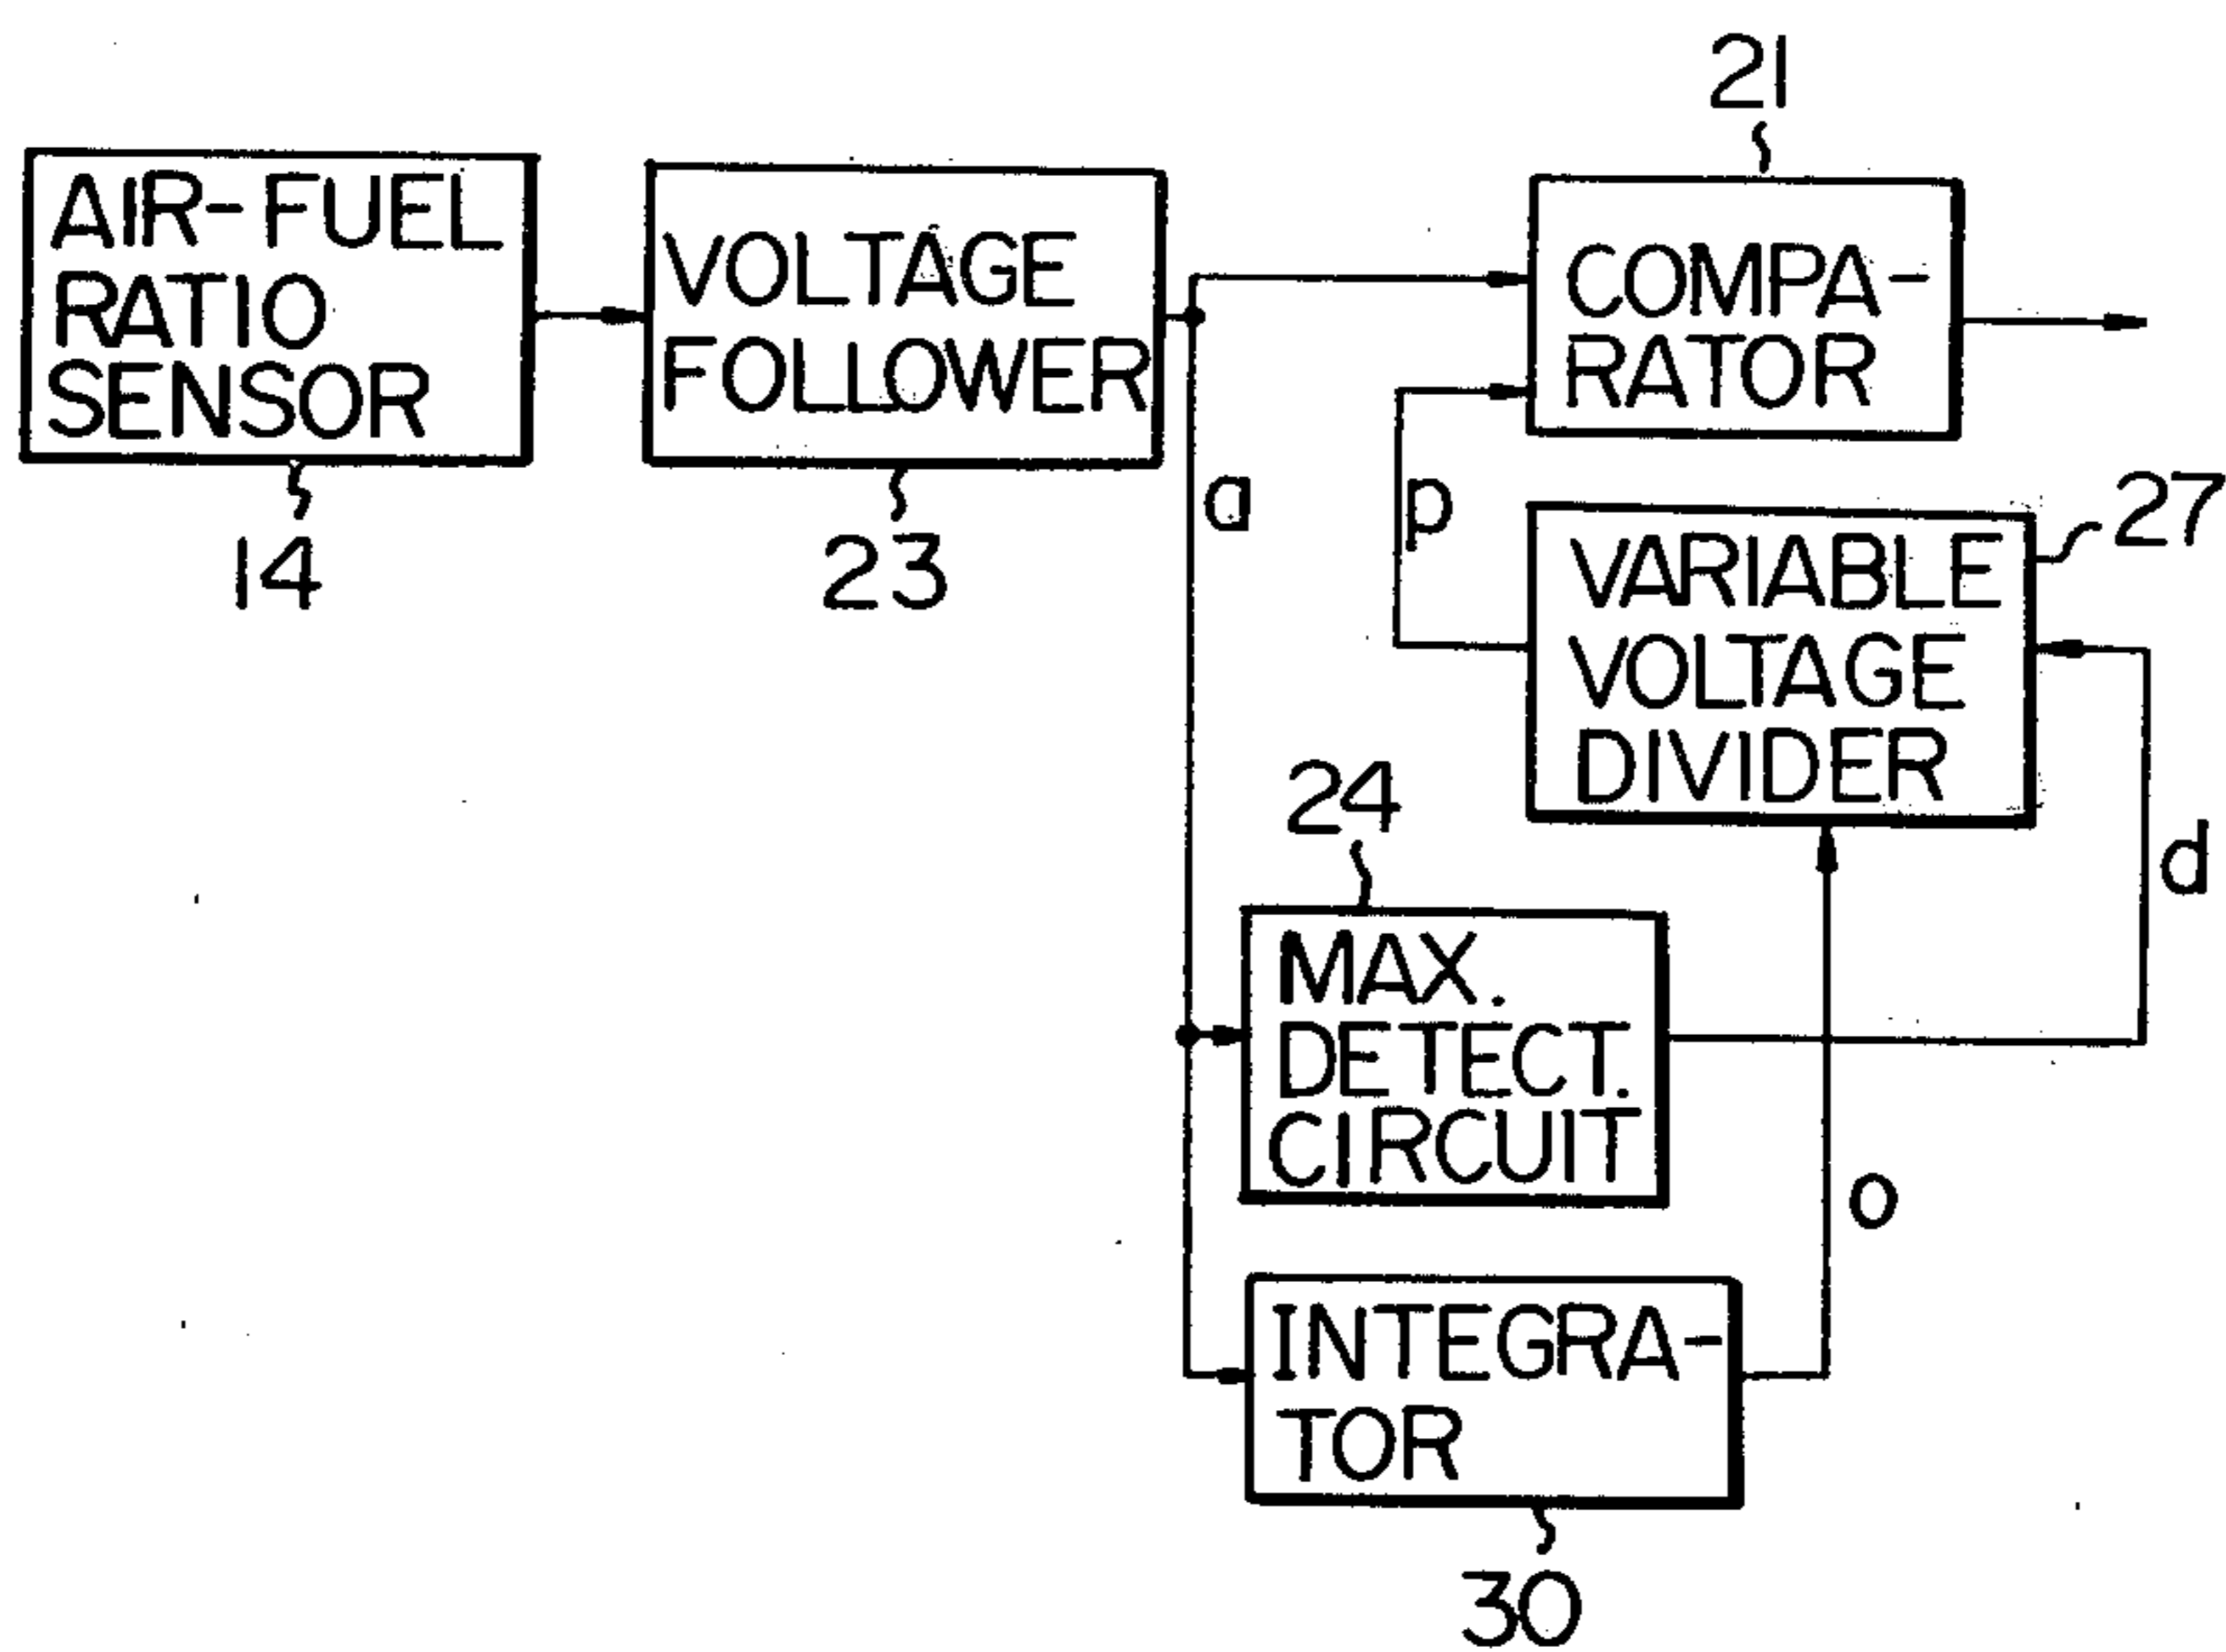 AIR-FUEL
RATIO
SENSOR
14
VOLTAGE
FOLLOWER
23
21
COMPA-
RATOR
a
p
27
VARIABLE
VOLTAGE
DIVIDER
d
24
MAX.
DETECT.
CIRCUIT
o
INTEGRA-
TOR
30